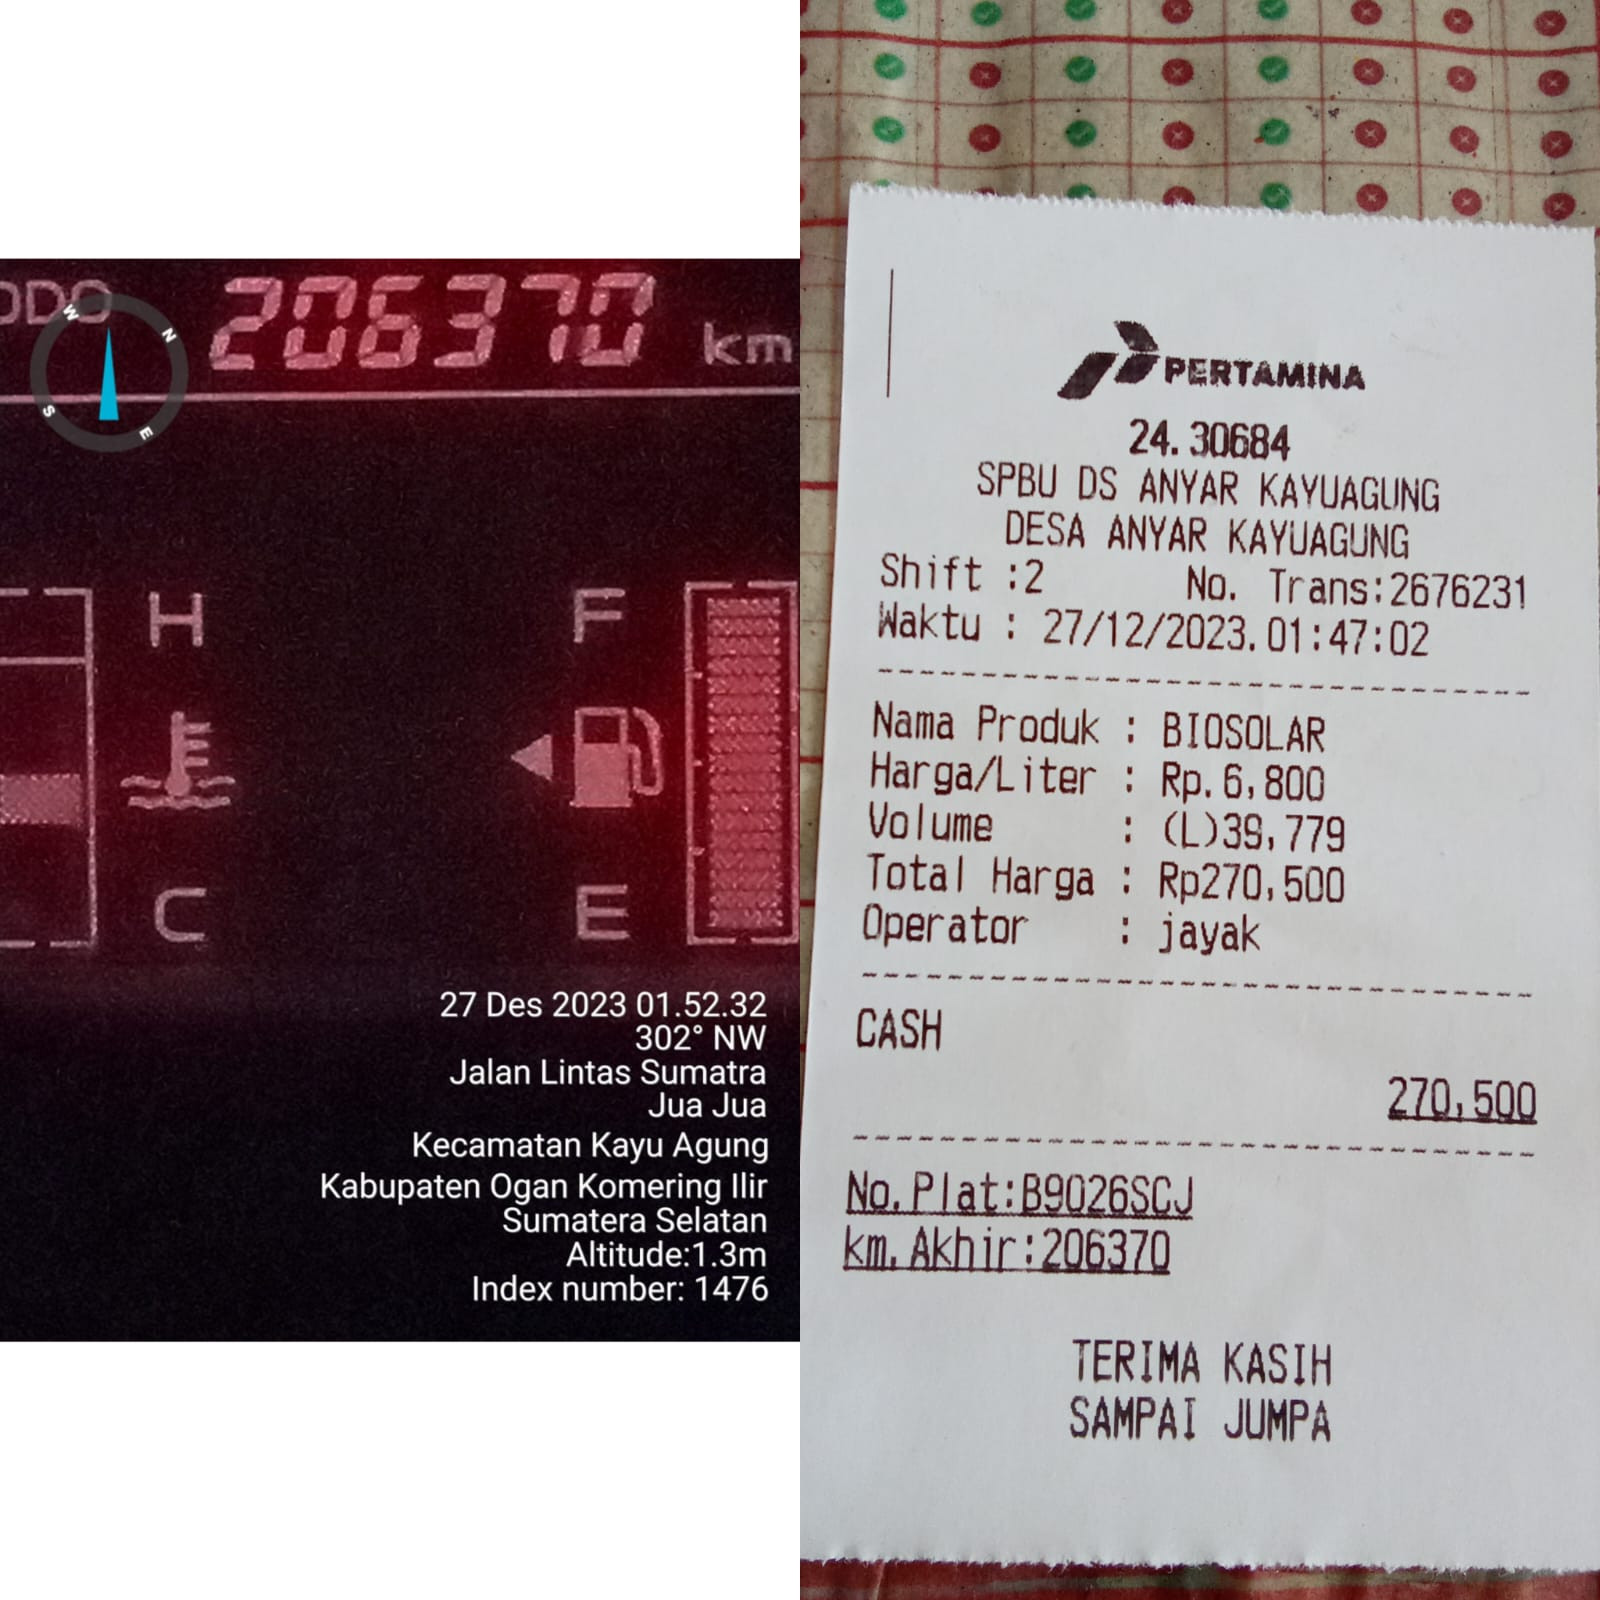 ODO 206370 km
W
N
S
E
H
F
C
E
27 Des 2023 01.52.32
302° NW
Jalan Lintas Sumatra
Jua Jua
Kecamatan Kayu Agung
Kabupaten Ogan Komering Ilir
Sumatera Selatan
Altitude:1.3m
Index number: 1476
PERTAMINA
24.30684
SPBU DS ANYAR KAYUAGUNG
DESA ANYAR KAYUAGUNG
Shift :2 No. Trans:2676231
Waktu : 27/12/2023.01:47:02
Nama Produk : BIOSOLAR
Harga/Liter : Rp.6,800
Volume : (L)39,779
Total Harga : Rp270,500
Operator : jayak
CASH
270,500
No.Plat:B9026SCJ
km.Akhir:206370
TERIMA KASIH
SAMPAI JUMPA